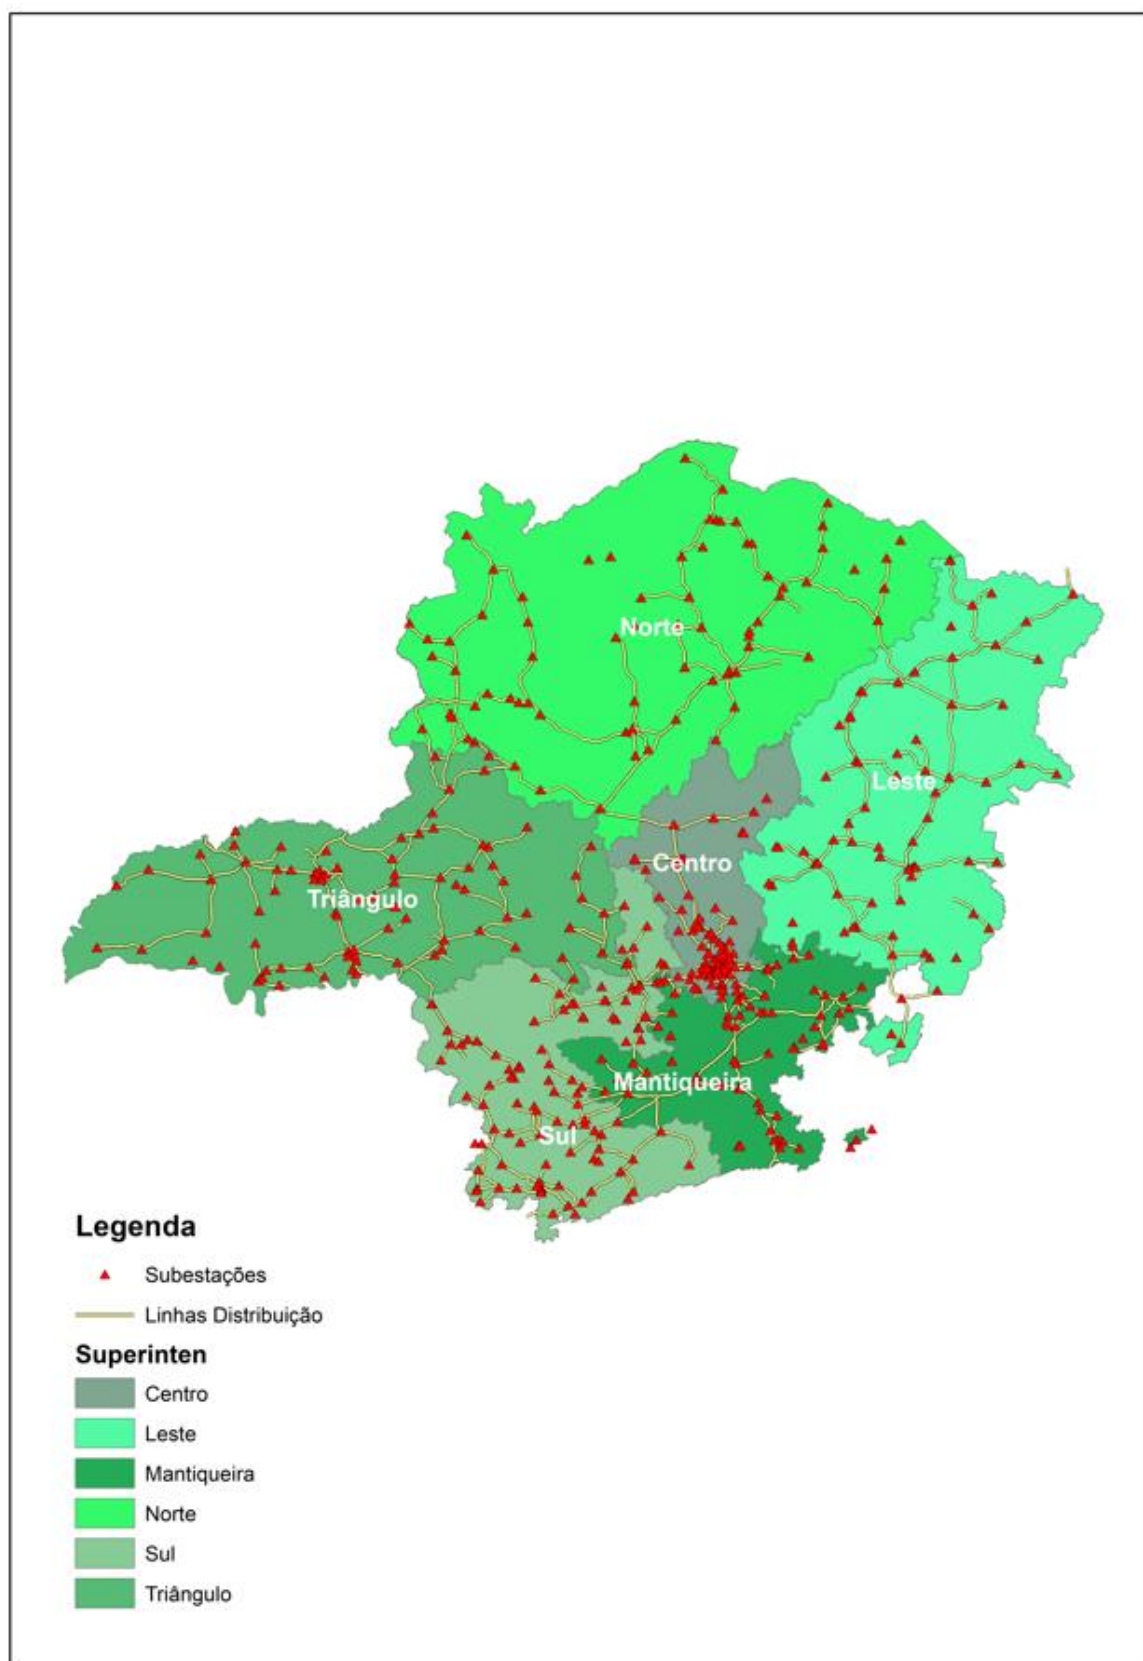 Norte
Leste
Centro
Triângulo
Mantiqueira
Sul
Legenda
Subestações
Linhas Distribuição
Superinten
Centro
Leste
Mantiqueira
Norte
Sul
Triângulo